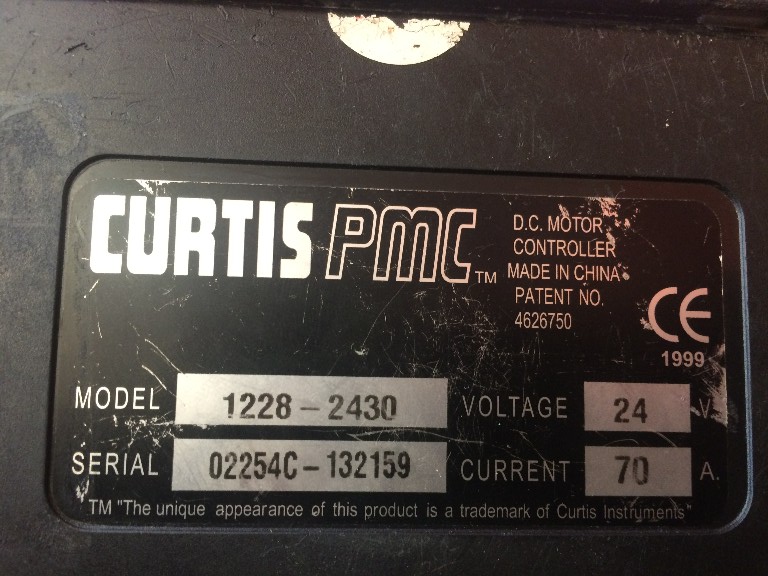 CURTIS PMC TM
D.C. MOTOR
CONTROLLER
MADE IN CHINA
PATENT NO.
4626750
CE
1999
MODEL 1228-2430 VOLTAGE 24 V.
SERIAL 02254C-132159 CURRENT 70 A.
TM "The unique appearance of this product is a trademark of Curtis Instruments"